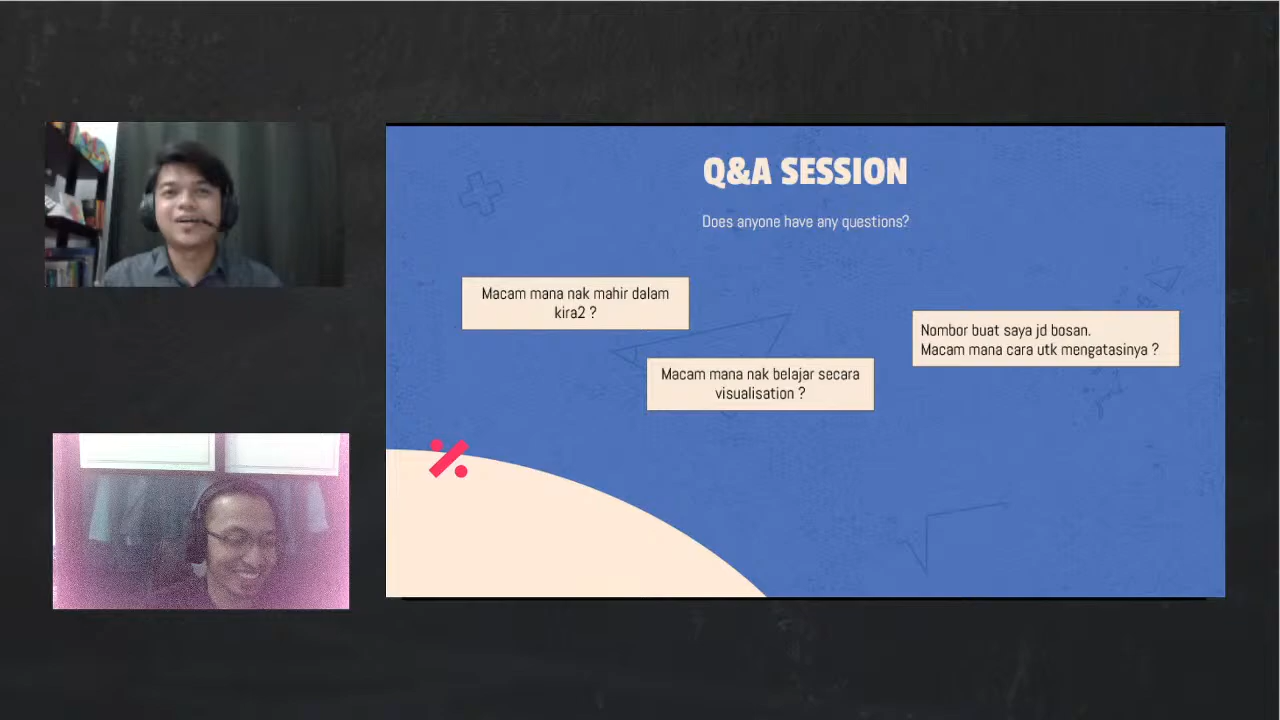 Q&A SESSION
Does anyone have any questions?
Macam mana nak mahir dalam
kira2 ?
Nombor buat saya jd bosan.
Macam mana cara utk mengatasinya ?
Macam mana nak belajar secara
visualisation ?